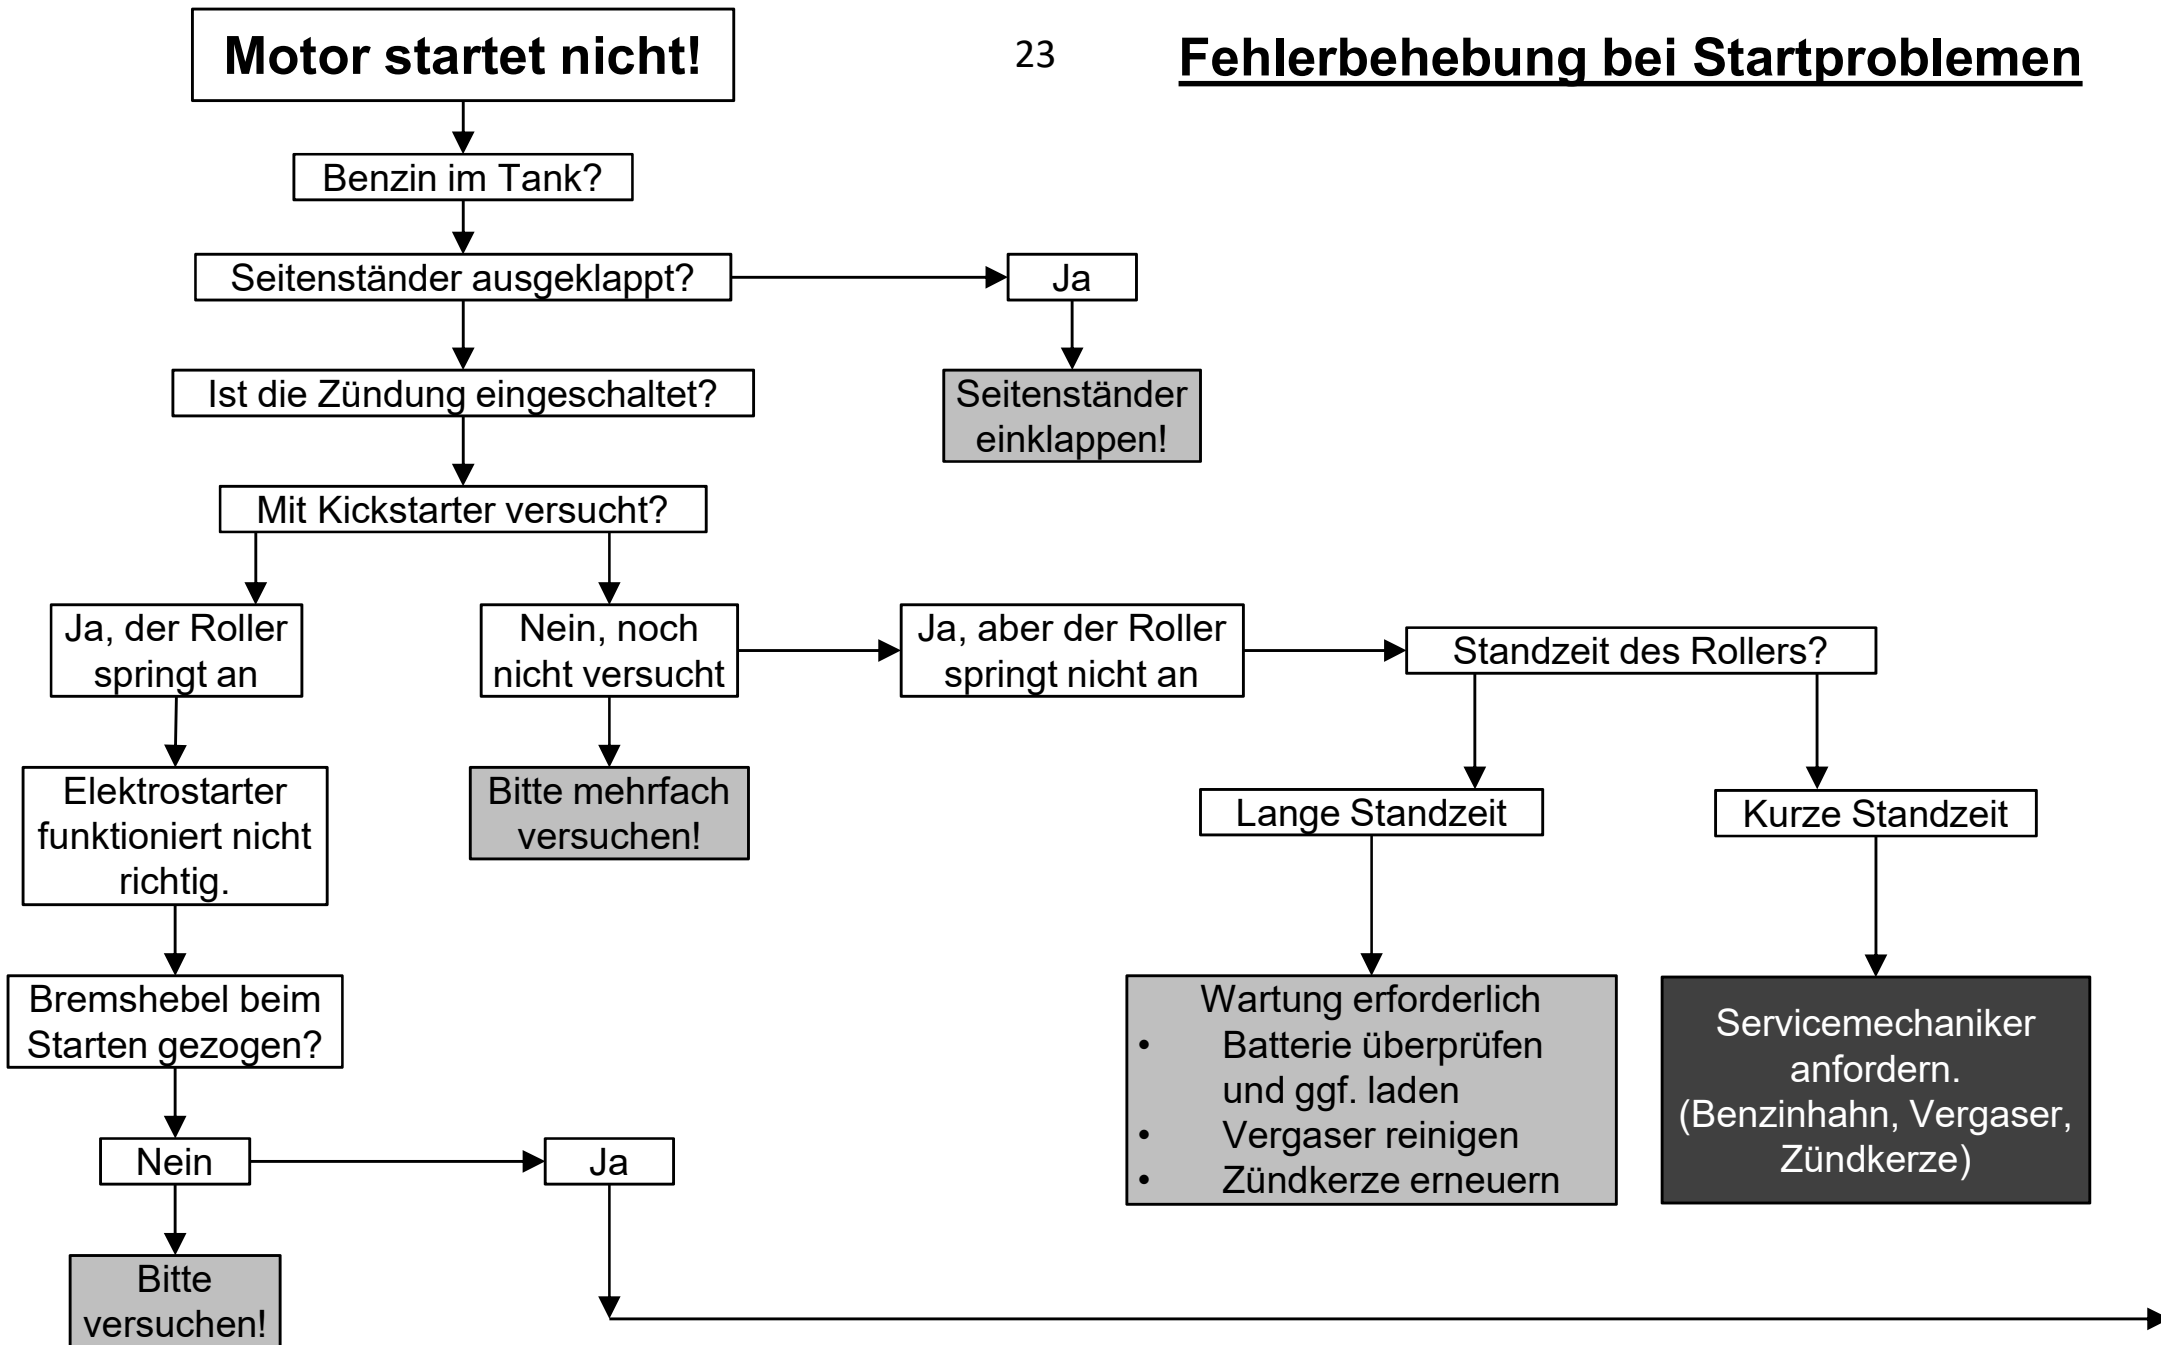 Motor startet nicht!
23
Fehlerbehebung bei Startproblemen
Benzin im Tank?
Seitenständer ausgeklappt?
Ja
Ist die Zündung eingeschaltet?
Seitenständer
einklappen!
Mit Kickstarter versucht?
Ja, der Roller
springt an
Nein, noch
nicht versucht
Ja, aber der Roller
springt nicht an
Standzeit des Rollers?
Elektrostarter
funktioniert nicht
richtig.
Bitte mehrfach
versuchen!
Lange Standzeit
Kurze Standzeit
Bremshebel beim
Starten gezogen?
Wartung erforderlich
• Batterie überprüfen
und ggf. laden
• Vergaser reinigen
• Zündkerze erneuern
Servicemechaniker
anfordern.
(Benzinhahn, Vergaser,
Zündkerze)
Nein
Ja
Bitte
versuchen!